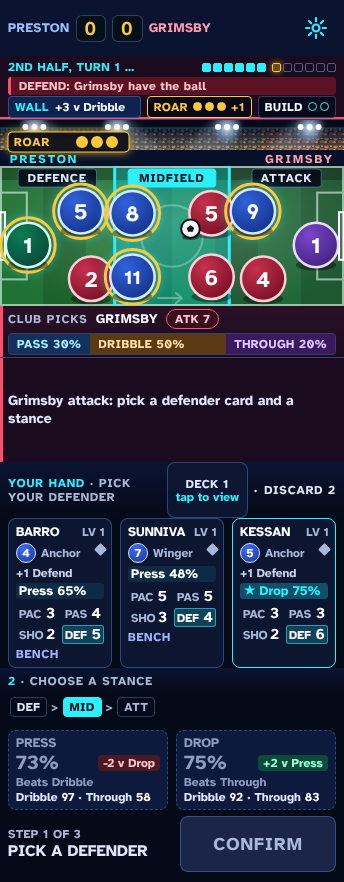 PRESTON 0 0 GRIMSBY
2ND HALF, TURN 1 ...
DEFEND: Grimsby have the ball
WALL +3 v Dribble
ROAR +1
BUILD
ROAR
PRESTON
GRIMSBY
DEFENCE
MIDFIELD
ATTACK
5
8
5
9
1
1
2
11
6
4
CLUB PICKS GRIMSBY ATK 7
PASS 30% DRIBBLE 50% THROUGH 20%
Grimsby attack: pick a defender card and a
stance
YOUR HAND · PICK
YOUR DEFENDER
DECK 1
tap to view
· DISCARD 2
BARRO LV 1
4 Anchor
+1 Defend
Press 65%
PAC 3 PAS 4
SHO 2 DEF 5
BENCH
SUNNIVA LV 1
7 Winger
Press 48%
PAC 5 PAS 5
SHO 3 DEF 4
BENCH
KESSAN LV 1
5 Anchor
+1 Defend
★ Drop 75%
PAC 3 PAS 3
SHO 2 DEF 6
2 · CHOOSE A STANCE
DEF > MID > ATT
PRESS
73% -2 v Drop
Beats Dribble
Dribble 97 · Through 58
DROP
75% +2 v Press
Beats Through
Dribble 92 · Through 83
STEP 1 OF 3
PICK A DEFENDER
CONFIRM